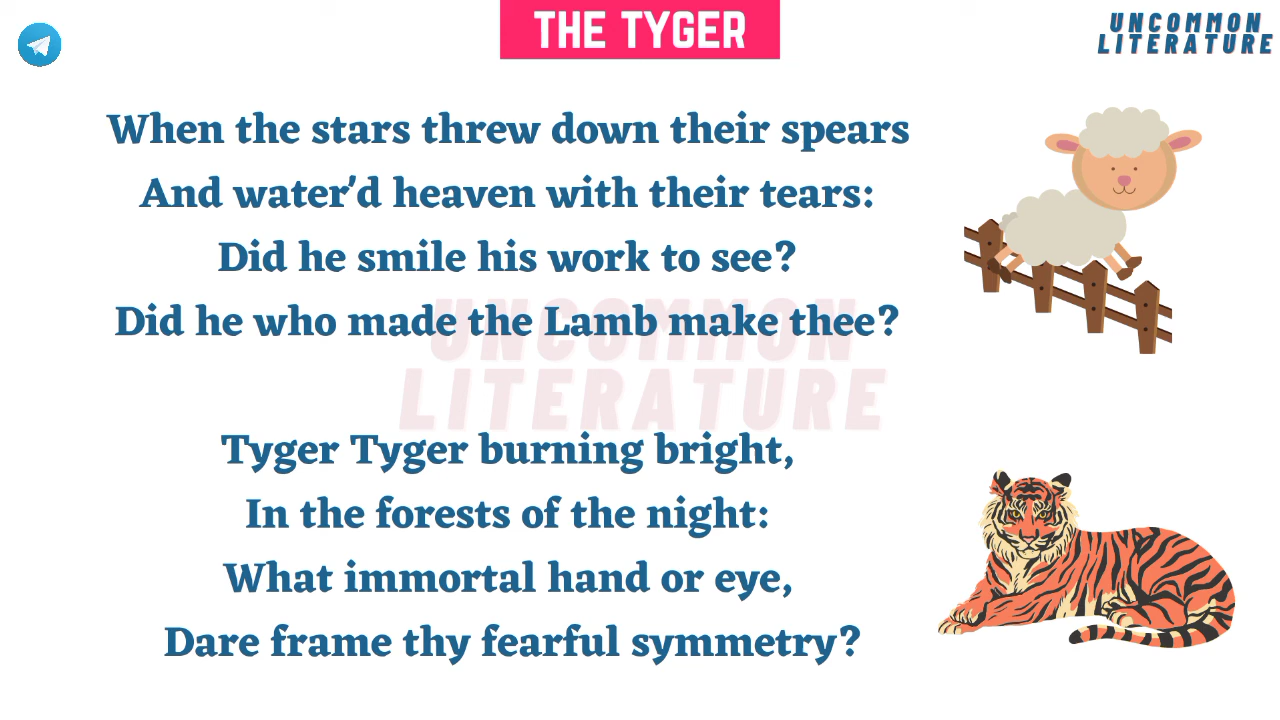 THE TYGER
UNCOMMON
LITERATURE
When the stars threw down their spears
And water'd heaven with their tears:
Did he smile his work to see?
Did he who made the Lamb make thee?
UNCOMMON
LITERATURE
Tyger Tyger burning bright,
In the forests of the night:
What immortal hand or eye,
Dare frame thy fearful symmetry?